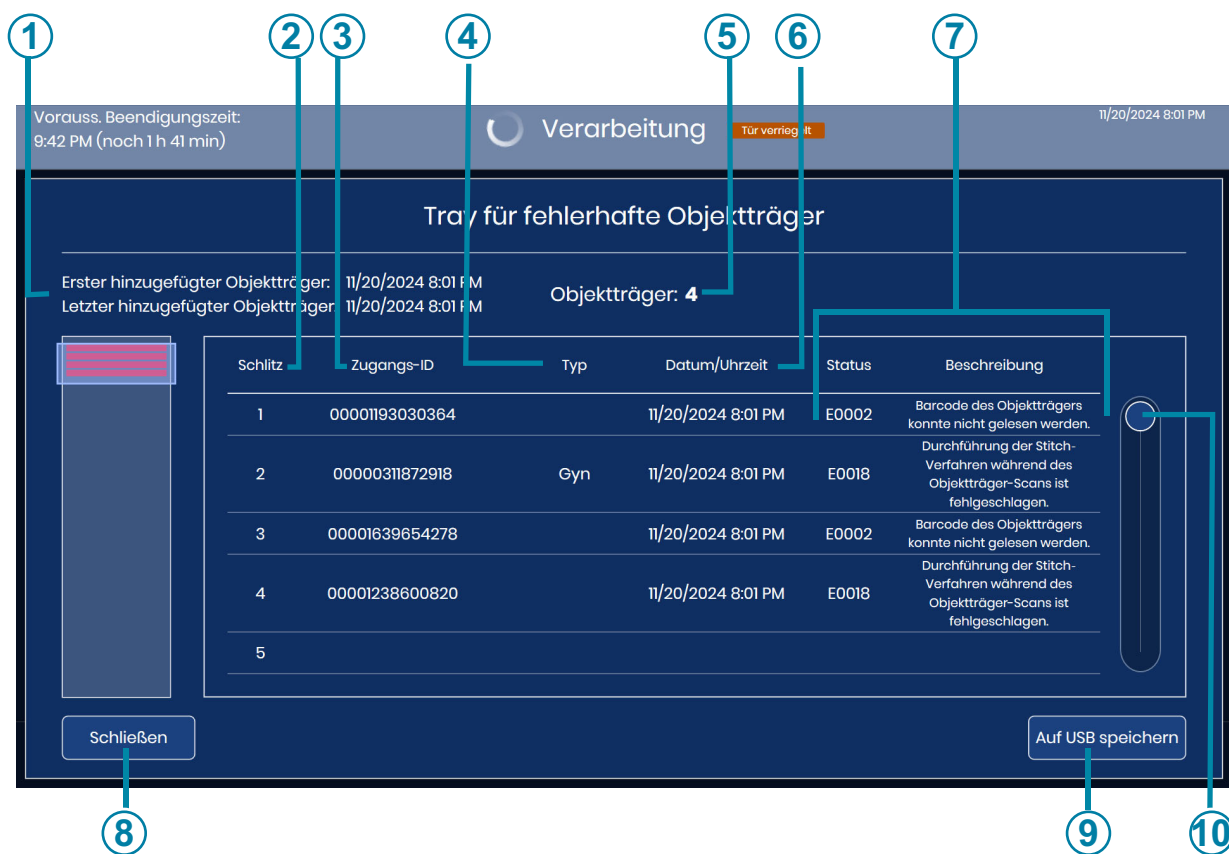 1 2 3 4 5 6 7
Vorauss. Beendigungszeit:
9:42 PM (noch 1 h 41 min)
Verarbeitung
Tür verriegelt
11/20/2024 8:01 PM
Tray für fehlerhafte Objektträger
Erster hinzugefügter Objektträger: 11/20/2024 8:01 PM
Letzter hinzugefügter Objektträger: 11/20/2024 8:01 PM
Objektträger: 4
Schlitz Zugangs-ID Typ Datum/Uhrzeit Status Beschreibung
1 00001193030364 11/20/2024 8:01 PM E0002 Barcode des Objektträgers
konnte nicht gelesen werden.
2 00000311872918 Gyn 11/20/2024 8:01 PM E0018 Durchführung der Stitch-
Verfahren während des
Objektträger-Scans ist
fehlgeschlagen.
3 00001639654278 11/20/2024 8:01 PM E0002 Barcode des Objektträgers
konnte nicht gelesen werden.
4 00001238600820 11/20/2024 8:01 PM E0018 Durchführung der Stitch-
Verfahren während des
Objektträger-Scans ist
fehlgeschlagen.
5
Schließen
Auf USB speichern
8 9 10